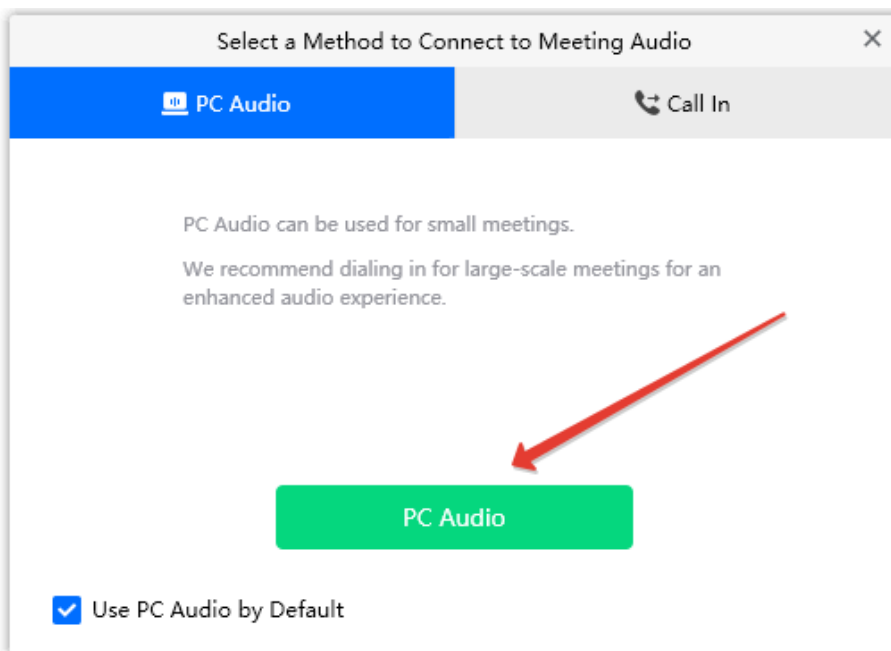 Select a Method to Connect to Meeting Audio
PC Audio
Call In
PC Audio can be used for small meetings.
We recommend dialing in for large-scale meetings for an
enhanced audio experience.
PC Audio
Use PC Audio by Default